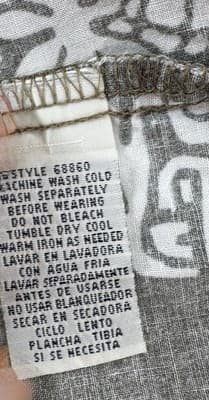 STYLE 68860
MACHINE WASH COLD
WASH SEPARATELY
BEFORE WEARING
DO NOT BLEACH
TUMBLE DRY COOL
WARM IRON AS NEEDED
LAVAR EN LAVADORA
CON AGUA FRIA
LAVAR SEPARADAMENTE
ANTES DE USARSE
NO USAR BLANQUEADOR
SECAR EN SECADORA
CICLO LENTO
PLANCHA TIBIA
SI SE NECESITA